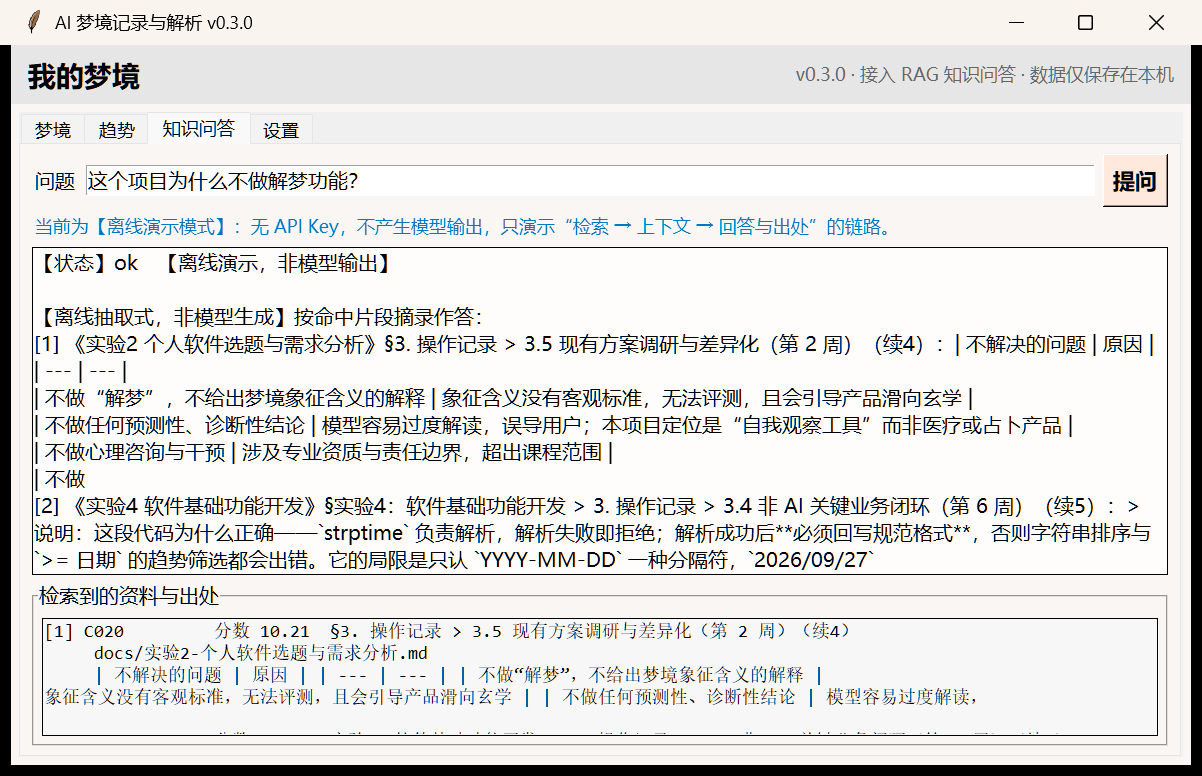 AI 梦境记录与解析 v0.3.0
我的梦境
v0.3.0 · 接入 RAG 知识问答 · 数据仅保存在本机
梦境 趋势 知识问答 设置
问题 这个项目为什么不做解梦功能? 提问
当前为【离线演示模式】：无 API Key，不产生模型输出，只演示“检索 → 上下文 → 回答与出处”的链路。
【状态】ok 【离线演示，非模型输出】
【离线抽取式，非模型生成】按命中片段摘录作答：
[1] 《实验2 个人软件选题与需求分析》§3. 操作记录 > 3.5 现有方案调研与差异化（第 2 周）（续4）：| 不解决的问题 | 原因 |
| --- | --- |
| 不做“解梦”，不给出梦境象征含义的解释 | 象征含义没有客观标准，无法评测，且会引导产品滑向玄学 |
| 不做任何预测性、诊断性结论 | 模型容易过度解读，误导用户；本项目定位是“自我观察工具”而非医疗或占卜产品 |
| 不做心理咨询与干预 | 涉及专业资质与责任边界，超出课程范围 |
| 不做
[2] 《实验4 软件基础功能开发》§实验4：软件基础功能开发 > 3. 操作记录 > 3.4 非 AI 关键业务闭环（第 6 周）（续5）：>
说明：这段代码为什么正确——`strptime` 负责解析，解析失败即拒绝；解析成功后**必须回写规范格式**，否则字符串排序与
`>= 日期` 的趋势筛选都会出错。它的局限是只认 `YYYY-MM-DD` 一种分隔符，`2026/09/27`
检索到的资料与出处
[1] C020 分数 10.21 §3. 操作记录 > 3.5 现有方案调研与差异化（第 2 周）（续4）
docs/实验2-个人软件选题与需求分析.md
| 不解决的问题 | 原因 | | --- | --- | | 不做“解梦”，不给出梦境象征含义的解释 |
象征含义没有客观标准，无法评测，且会引导产品滑向玄学 | | 不做任何预测性、诊断性结论 | 模型容易过度解读，